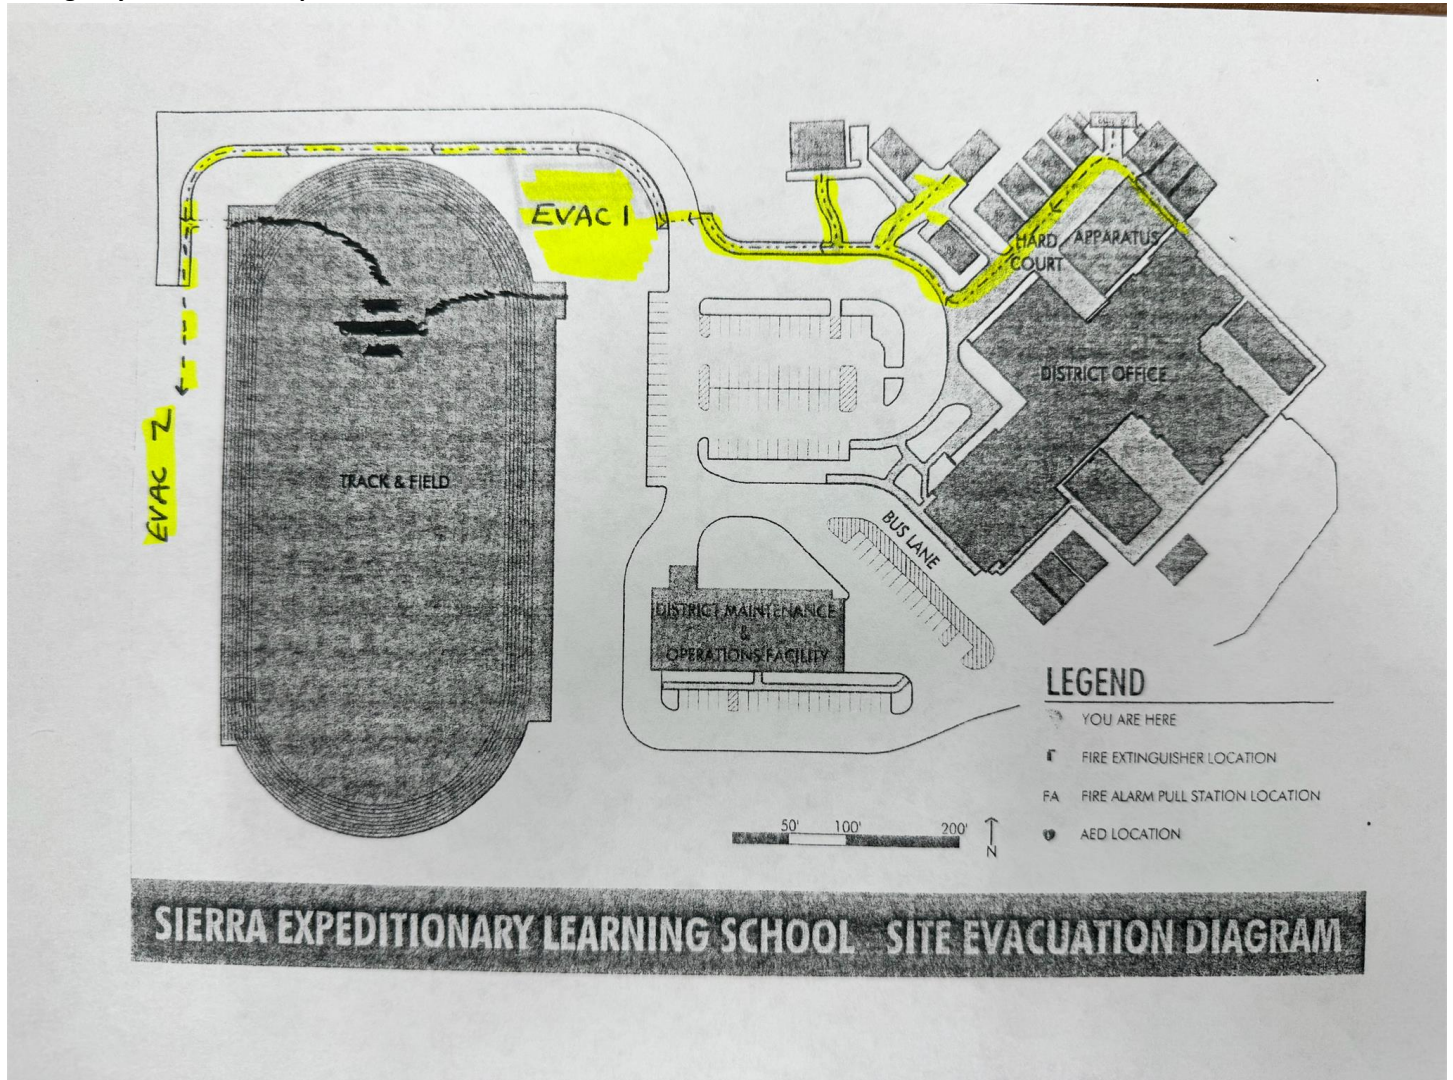 EVAC 1
HARD
COURT
APPARATUS
DISTRICT OFFICE
EVAC 2
TRACK & FIELD
BUS LANE
DISTRICT MAINTENANCE
&
OPERATIONS FACILITY
LEGEND
YOU ARE HERE
FIRE EXTINGUISHER LOCATION
FA FIRE ALARM PULL STATION LOCATION
AED LOCATION
50' 100' 200'
N
SIERRA EXPEDITIONARY LEARNING SCHOOL SITE EVACUATION DIAGRAM